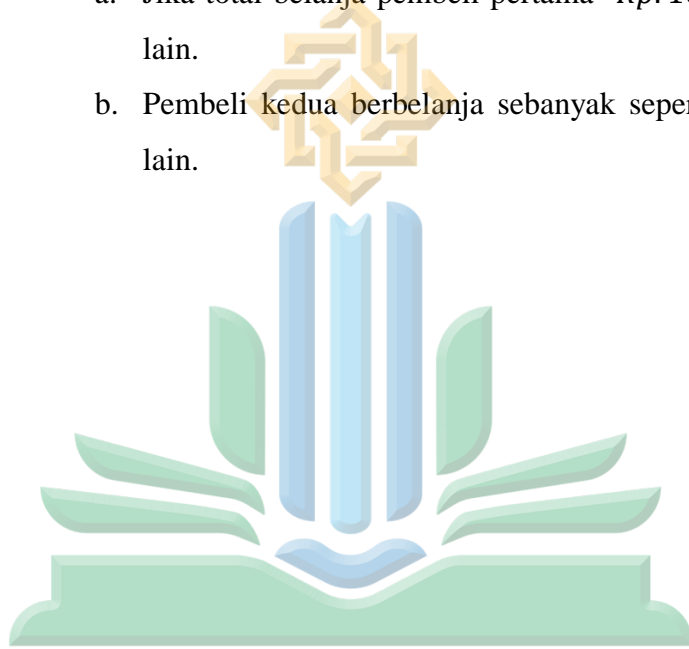 a. Jika total belanja pembeli pertama Rp. 1
lain.
b. Pembeli kedua berbelanja sebanyak seper
lain.